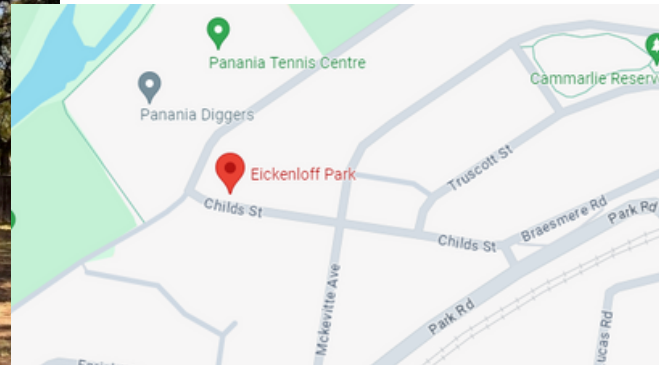 Panania Tennis Centre
Cammarlie Reserve
Panania Diggers
Eickenloff Park
Truscott St
Childs St
Braesmere Rd
Park Rd
Childs St
Mckevitte Ave
Park Rd